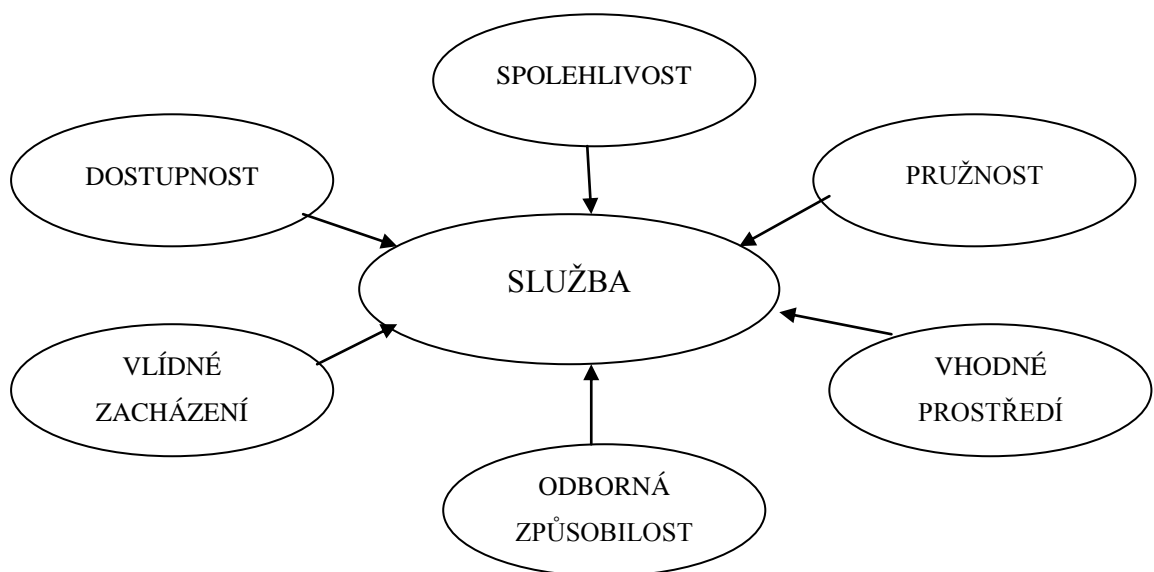 SPOLEHLIVOST
DOSTUPNOST
PRUŽNOST
SLUŽBA
VLÍDNÉ
ZACHÁZENÍ
VHODNÉ
PROSTŘEDÍ
ODBORNÁ
ZPŮSOBILOST